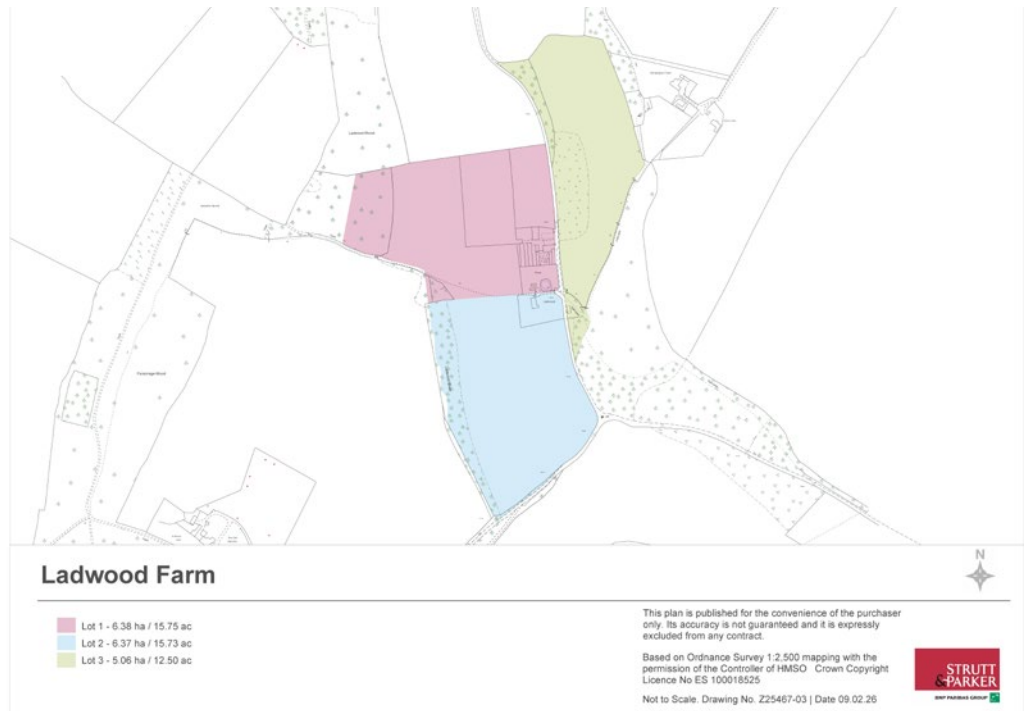 Ladwood Wood
Ladwood Farm
N
Lot 1 - 6.38 ha / 15.75 ac
Lot 2 - 6.37 ha / 15.73 ac
Lot 3 - 5.06 ha / 12.50 ac
This plan is published for the convenience of the purchaser
only. Its accuracy is not guaranteed and it is expressly
excluded from any contract.
Based on Ordnance Survey 1:2,500 mapping with the
permission of the Controller of HMSO Crown Copyright
Licence No ES 100018525
Not to Scale. Drawing No. Z25467-03 | Date 09.02.26
STRUTT
&PARKER
BNP PARIBAS GROUP